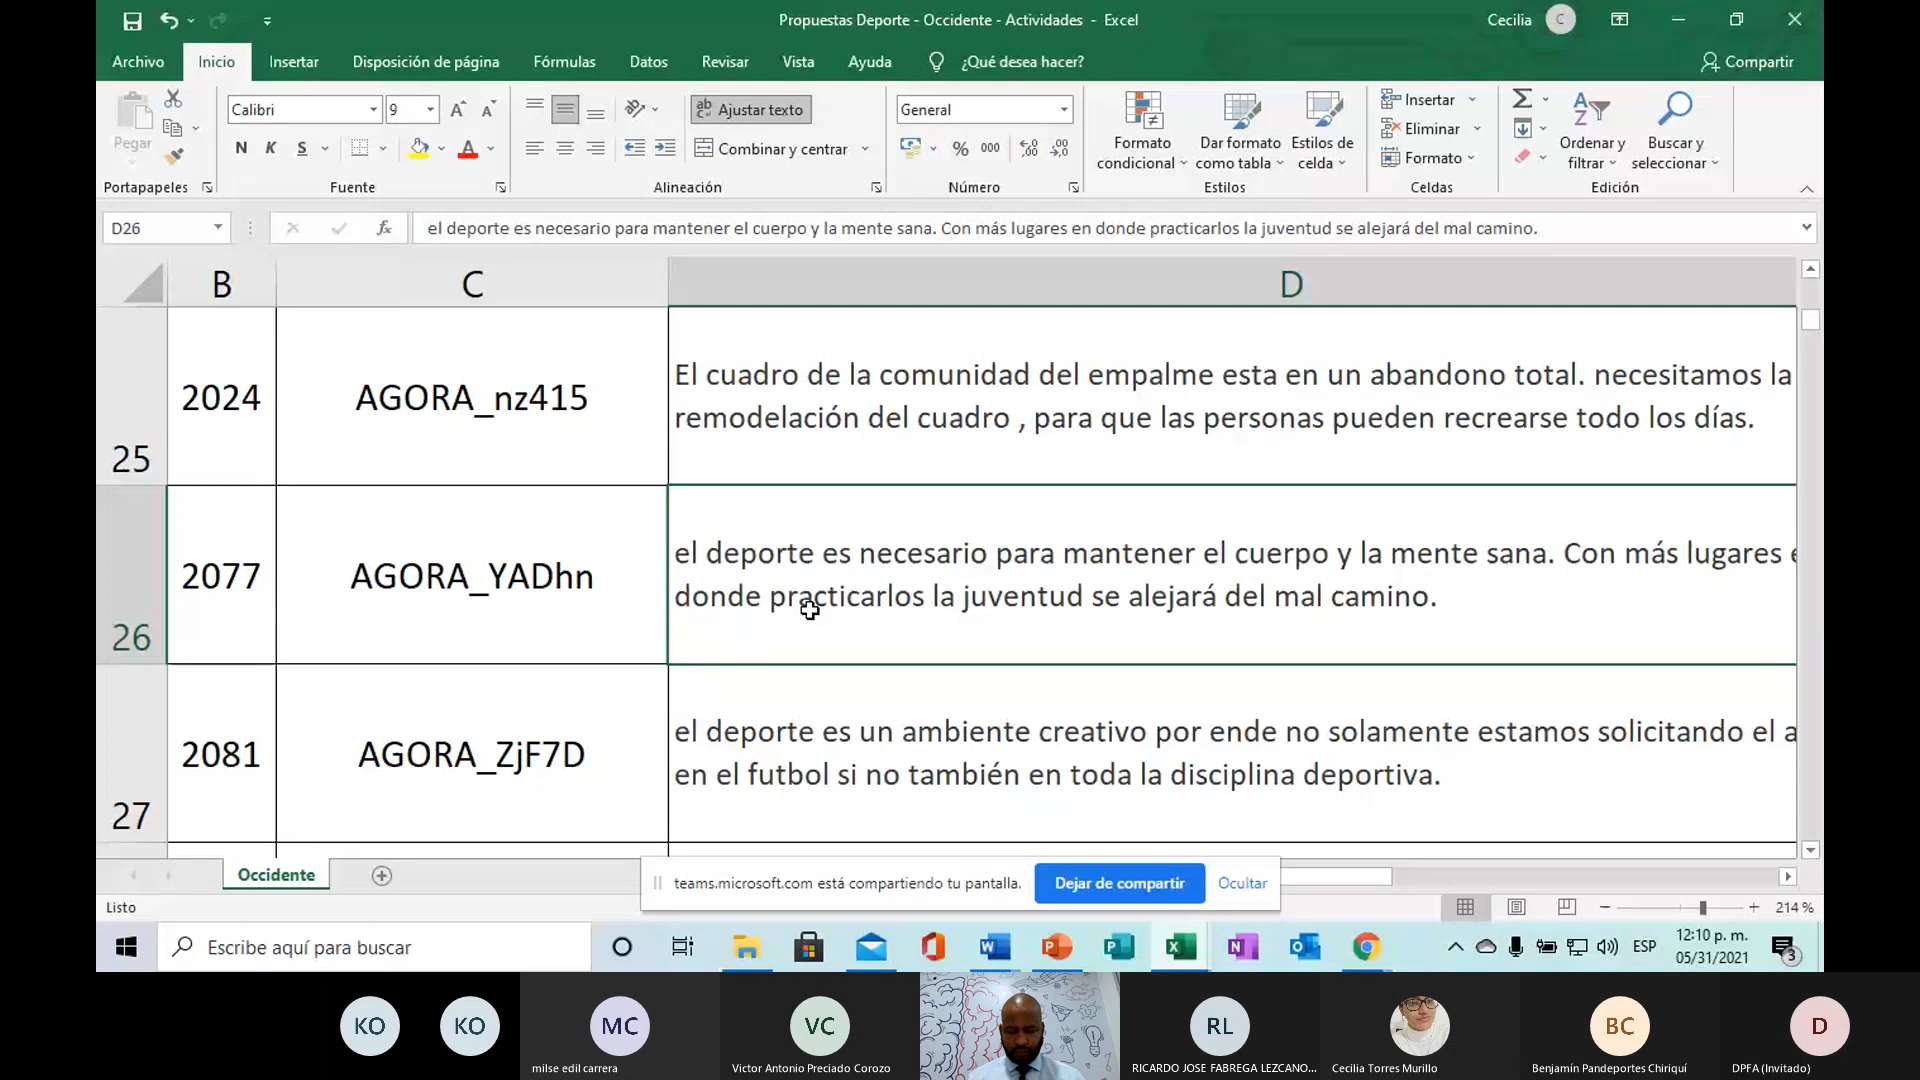 Propuestas Deporte - Occidente - Actividades - Excel
Cecilia
C
Archivo
Inicio
Insertar
Disposición de página
Fórmulas
Datos
Revisar
Vista
Ayuda
¿Qué desea hacer?
Compartir
Pegar
Calibri
9
N K S
Ajustar texto
Combinar y centrar
General
% 000
Formato condicional
Dar formato como tabla
Estilos de celda
Insertar
Eliminar
Formato
Ordenar y filtrar
Buscar y seleccionar
Portapapeles
Fuente
Alineación
Número
Estilos
Celdas
Edición
D26
fx
el deporte es necesario para mantener el cuerpo y la mente sana. Con más lugares en donde practicarlos la juventud se alejará del mal camino.
B
C
D
25
2024
AGORA_nz415
El cuadro de la comunidad del empalme esta en un abandono total. necesitamos la
remodelación del cuadro , para que las personas pueden recrearse todo los días.
26
2077
AGORA_YADhn
el deporte es necesario para mantener el cuerpo y la mente sana. Con más lugares e
donde practicarlos la juventud se alejará del mal camino.
27
2081
AGORA_ZjF7D
el deporte es un ambiente creativo por ende no solamente estamos solicitando el a
en el futbol si no también en toda la disciplina deportiva.
Occidente
teams.microsoft.com está compartiendo tu pantalla.
Dejar de compartir
Ocultar
Listo
214 %
Escribe aquí para buscar
ESP
12:10 p. m.
05/31/2021
3
KO
KO
MC
milse edil carrera
VC
Victor Antonio Preciado Corozo
RL
RICARDO JOSE FABREGA LEZCANO...
Cecilia Torres Murillo
BC
Benjamín Pandeportes Chiriquí
D
DPFA (Invitado)